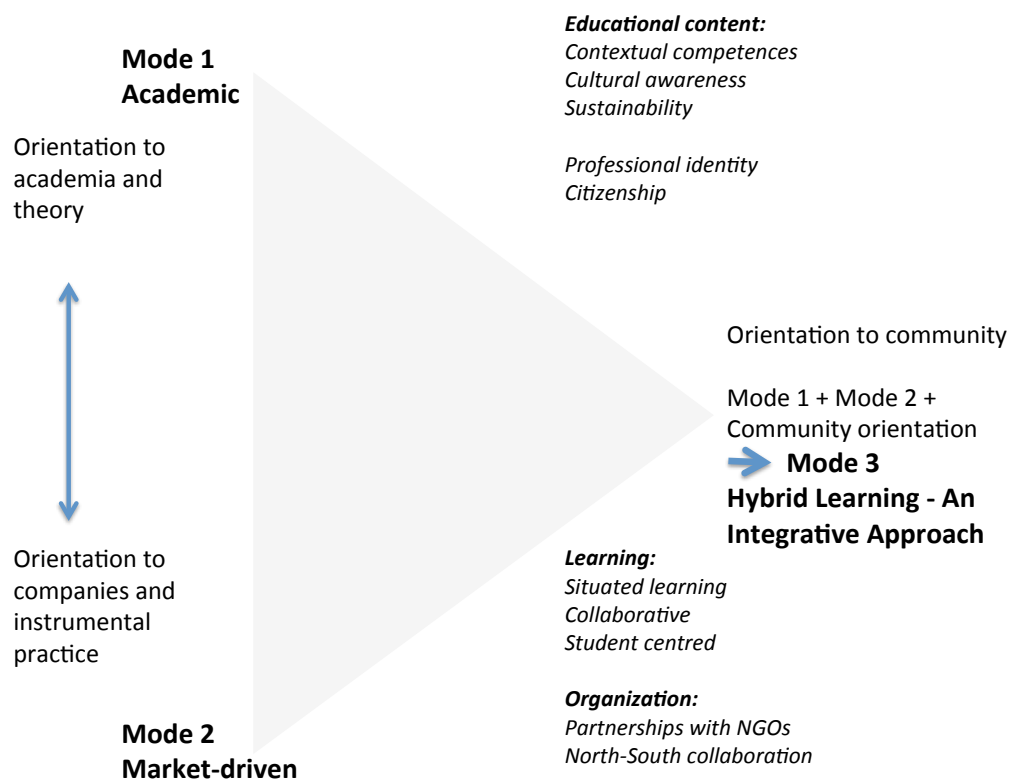 Mode 1
Academic
Orientation to
academia and
theory
Orientation to
companies and
instrumental
practice
Mode 2
Market-driven
Educational content:
Contextual competences
Cultural awareness
Sustainability
Professional identity
Citizenship
Orientation to community
Mode 1 + Mode 2 +
Community orientation
Mode 3
Hybrid Learning - An
Integrative Approach
Learning:
Situated learning
Collaborative
Student centred
Organization:
Partnerships with NGOs
North-South collaboration